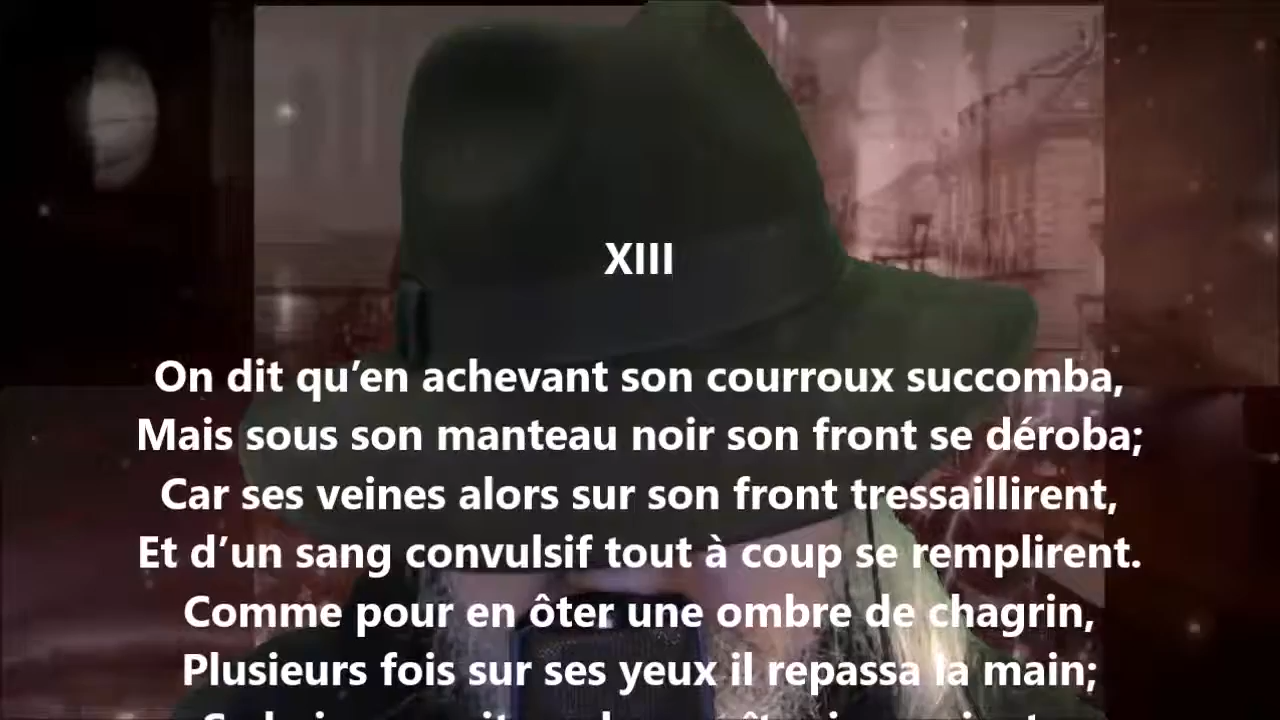 XIII
On dit qu’en achevant son courroux succomba,
Mais sous son manteau noir son front se déroba;
Car ses veines alors sur son front tressaillirent,
Et d’un sang convulsif tout à coup se remplirent.
Comme pour en ôter une ombre de chagrin,
Plusieurs fois sur ses yeux il repassa la main;